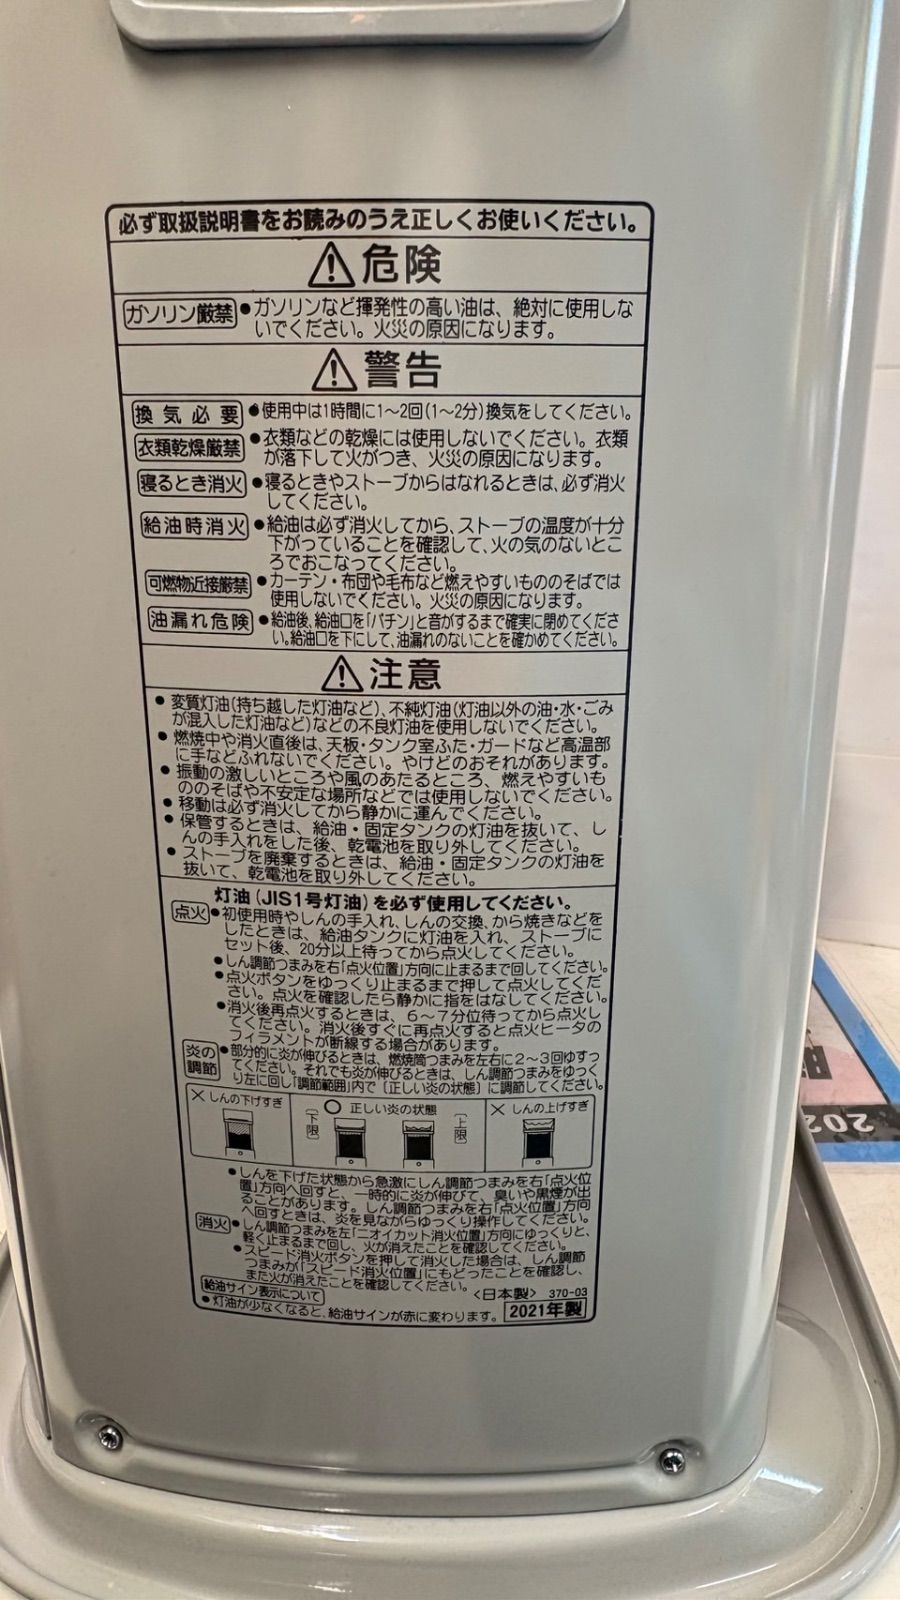 必ず取扱説明書をお読みのうえ正しくお使いください。
危険
ガソリン厳禁 ●ガソリンなど揮発性の高い油は、絶対に使用しな
いでください。火災の原因になります。
警告
換気必要 ●使用中は1時間に1〜2回(1〜2分)換気をしてください。
衣類乾燥厳禁 ●衣類などの乾燥には使用しないでください。衣類
が落下して火がつき、火災の原因になります。
寝るとき消火 ●寝るときやストーブからはなれるときは、必ず消火
してください。
給油時消火 ●給油は必ず消火してから、ストーブの温度が十分
下がっていることを確認して、火の気のないとこ
ろでおこなってください。
可燃物近接厳禁 ●カーテン・布団や毛布など燃えやすいもののそばでは
使用しないでください。火災の原因になります。
油漏れ危険 ●給油後、給油口を「パチン」と音がするまで確実に閉めてくださ
い。給油口を下にして、油漏れのないことを確かめてください。
注意
●変質灯油(持ち越した灯油など)、不純灯油(灯油以外の油・水・ごみ
が混入した灯油など)などの不良灯油を使用しないでください。
●燃焼中や消火直後は、天板・タンク室ふた・ガードなど高温部
に手などふれないでください。やけどのおそれがあります。
●振動の激しいところや風のあたるところ、燃えやすいも
ののそばや不安定な場所などでは使用しないでください。
●移動は必ず消火してから静かに運んでください。
●保管するときは、給油・固定タンクの灯油を抜いて、し
んの手入れをした後、乾電池を取り外してください。
●ストーブを廃棄するときは、給油・固定タンクの灯油を
抜いて、乾電池を取り外してください。
灯油(JIS1号灯油)を必ず使用してください。
点火 ●初使用時やしんの手入れ、しんの交換、から焼きなどを
したときは、給油タンクに灯油を入れ、ストーブに
セット後、20分以上待ってから点火してください。
●しん調節つまみを右「点火位置」方向に止まるまで回してください。
●点火ボタンをゆっくり止まるまで押して点火してくだ
さい。点火を確認したら静かに指をはなしてください。
●消火後再点火するときは、6〜7分位待ってから点火し
てください。消火後すぐに再点火すると点火ヒータの
フィラメントが断線する場合があります。
炎の調節 ●部分的に炎が伸びるときは、燃焼筒つまみを左右に2〜3回ゆすっ
てください。それでも炎が伸びるときは、しん調節つまみをゆっく
り左に回し「調節範囲」内で〔正しい炎の状態〕に調節してください。
×しんの下げすぎ 〔下限〕 ○ 正しい炎の状態 〔上限〕 ×しんの上げすぎ
●しんを下げた状態から急激にしん調節つまみを右「点火位
置」方向へ回すと、一時的に炎が伸びて、臭いや黒煙が出
ることがあります。しん調節つまみを右「点火位置」方向
へ回すときは、炎を見ながらゆっくり操作してください。
消火 ●しん調節つまみを左「ニオイカット消火位置」方向にゆっくりと、
軽く止まるまで回し、火が消えたことを確認してください。
●スピード消火ボタンを押して消火した場合は、しん調節
つまみが「スピード消火位置」にもどったことを確認し、
また火が消えたことを確認してください。
給油サイン表示について 〈日本製〉 370-03
●灯油が少なくなると、給油サインが赤に変わります。 2021年製
202